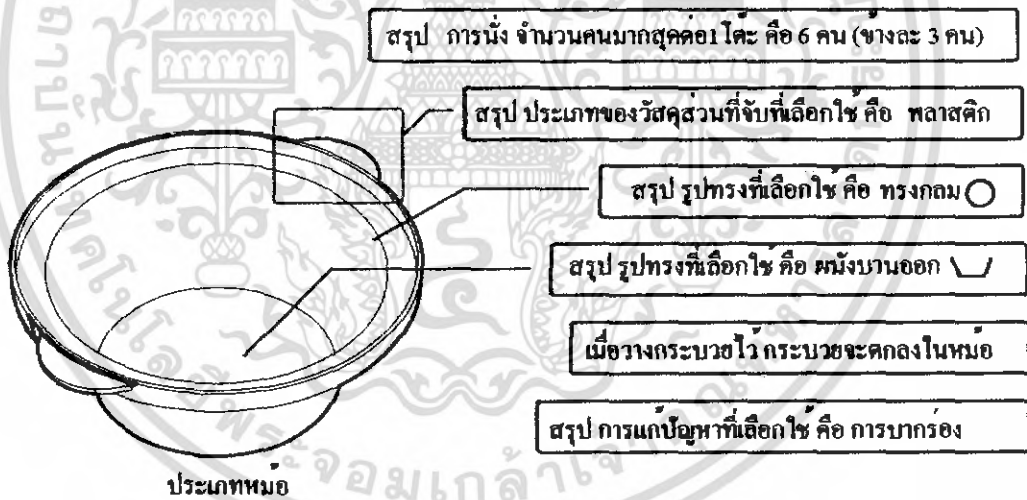 สรุป การนั่ง จำนวนคนมากสุดต่อ1 โต๊ะ คือ 6 คน (ข้างละ 3 คน)
สรุป ประเภทของวัสดุส่วนที่จับที่เลือกใช้ คือ พลาสติก
สรุป รูปทรงที่เลือกใช้ คือ ทรงกลม
สรุป รูปทรงที่เลือกใช้ คือ ผนังบานออก
เมื่อวางกระบวยไว้ กระบวยจะตกลงในหม้อ
สรุป การแก้ปัญหาที่เลือกใช้ คือ การบากร่อง
ประเภทหม้อ